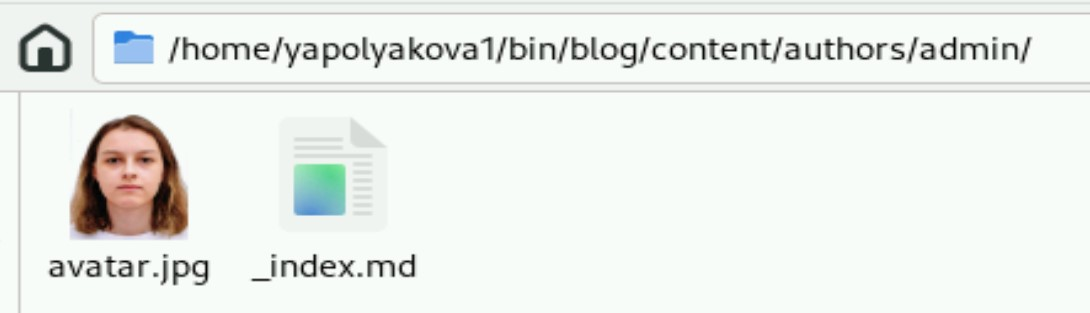 /home/yapolyakova1/bin/blog/content/authors/admin/
avatar.jpg
_index.md